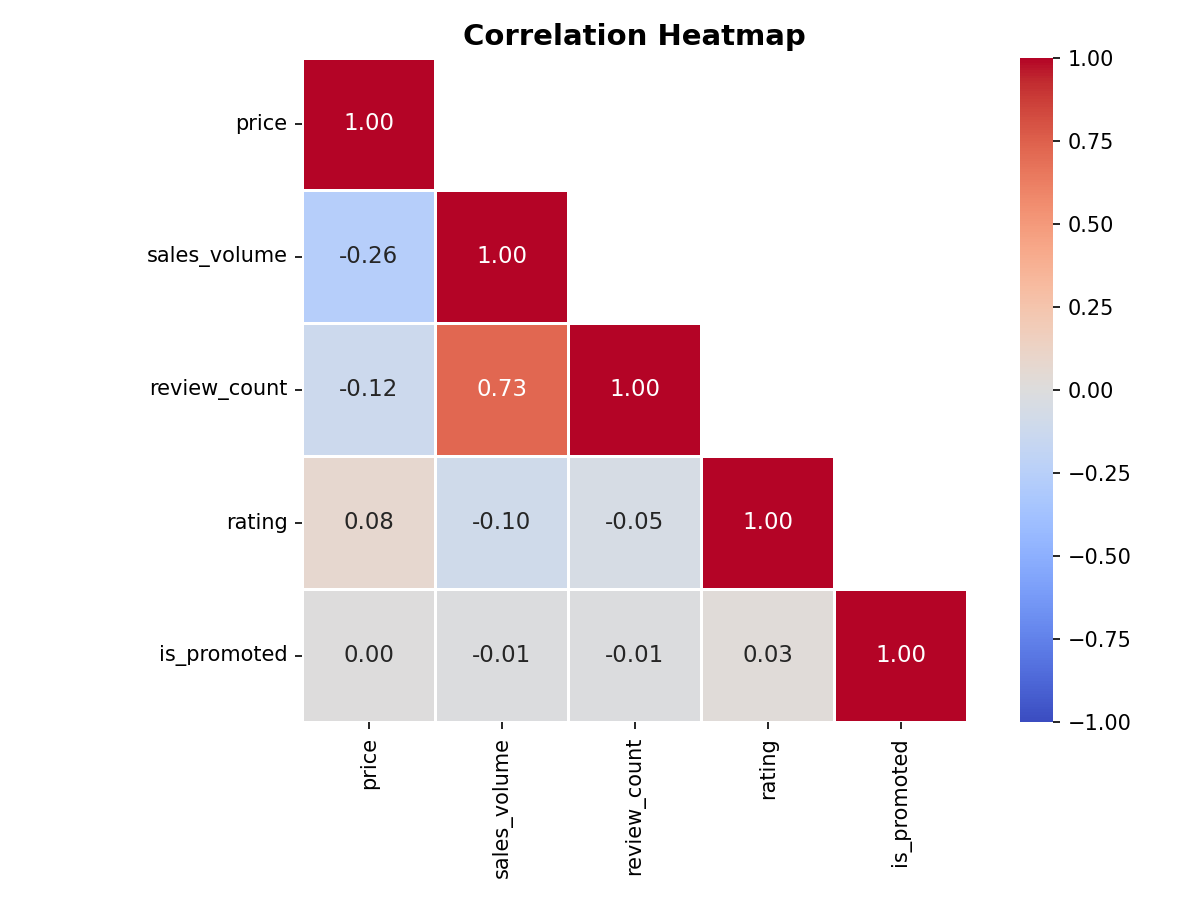 Correlation Heatmap
price 1.00
sales_volume -0.26 1.00
review_count -0.12 0.73 1.00
rating 0.08 -0.10 -0.05 1.00
is_promoted 0.00 -0.01 -0.01 0.03 1.00
price
sales_volume
review_count
rating
is_promoted
1.00
0.75
0.50
0.25
0.00
−0.25
−0.50
−0.75
−1.00